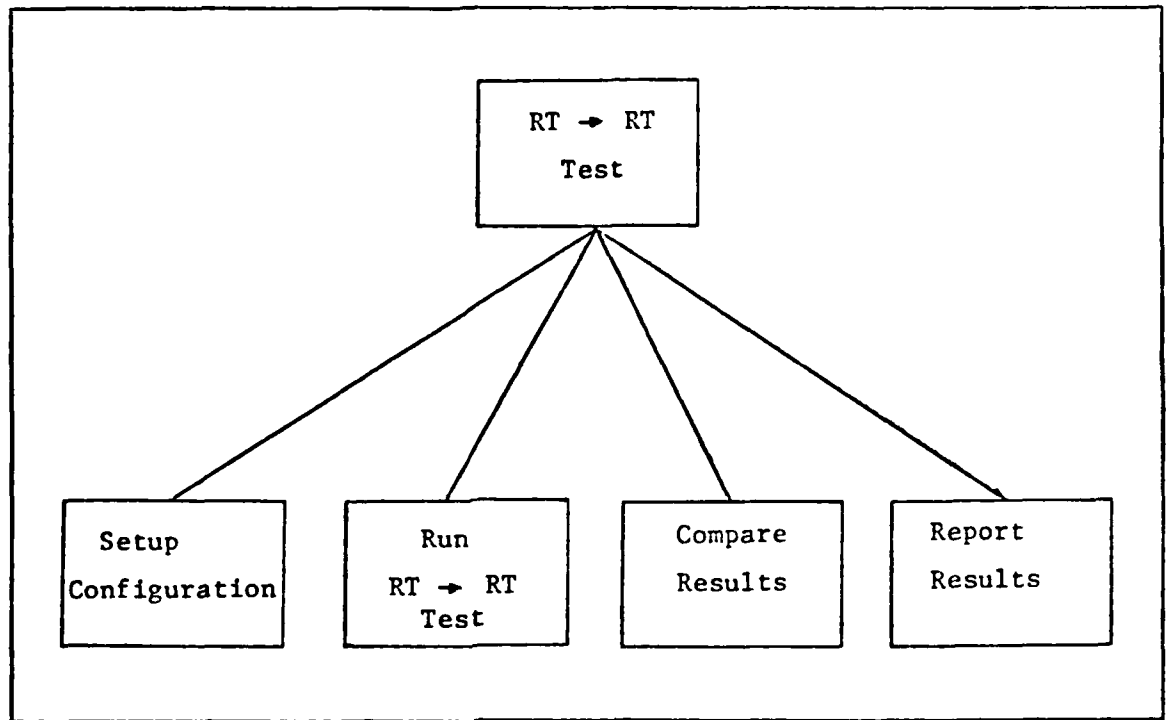 RT → RT
Test
Setup
Configuration
Run
RT → RT
Test
Compare
Results
Report
Results